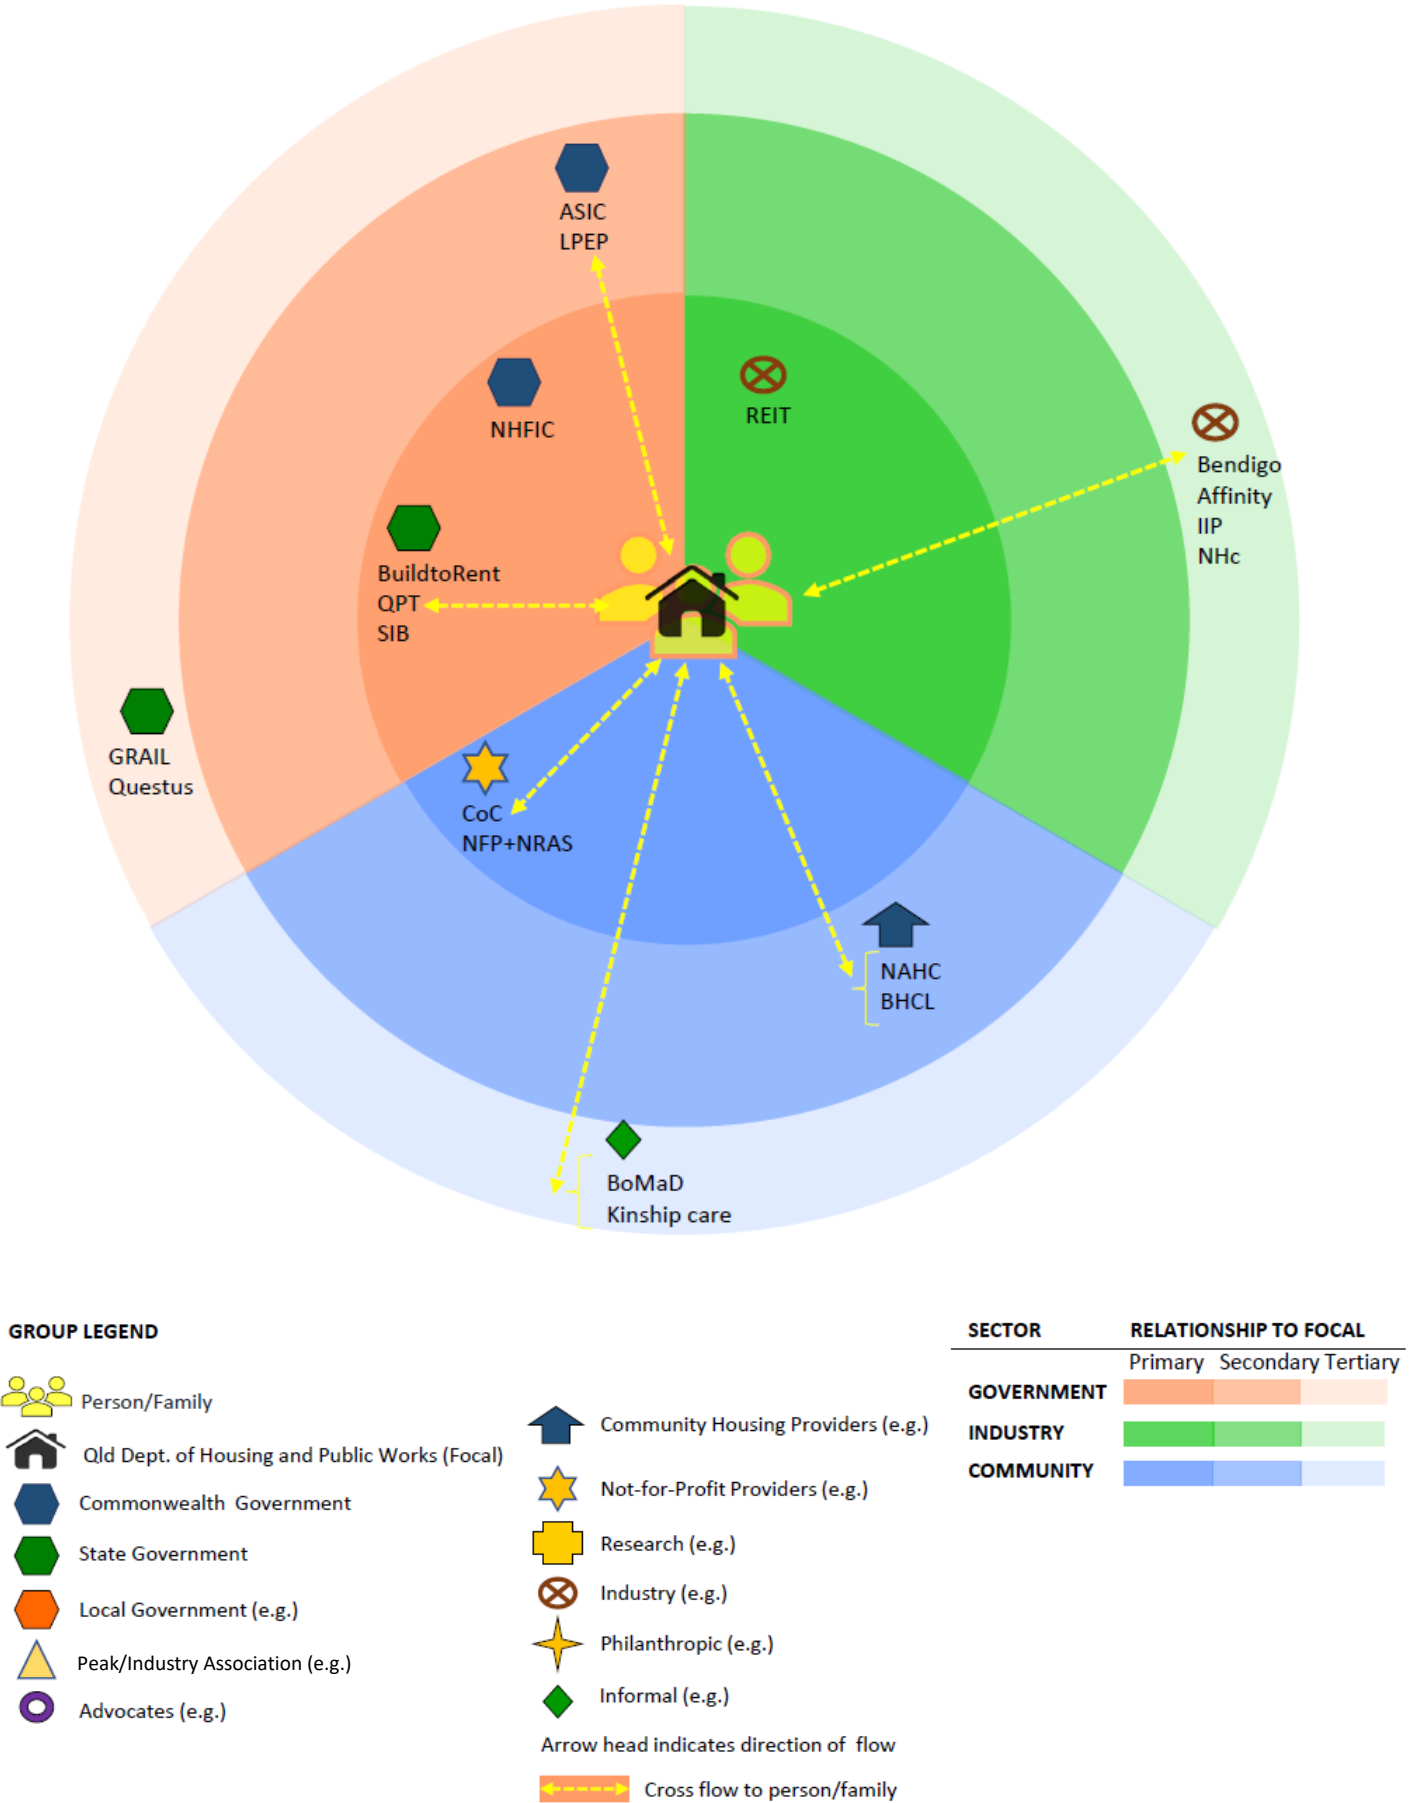 ASIC
LPEP
NHFIC
REIT
Bendigo
Affinity
IIP
NHc
BuildtoRent
QPT
SIB
GRAIL
Questus
CoC
NFP+NRAS
NAHC
BHCL
BoMaD
Kinship care
GROUP LEGEND
Person/Family
Qld Dept. of Housing and Public Works (Focal)
Commonwealth Government
State Government
Local Government (e.g.)
Peak/Industry Association (e.g.)
Advocates (e.g.)
Community Housing Providers (e.g.)
Not-for-Profit Providers (e.g.)
Research (e.g.)
Industry (e.g.)
Philanthropic (e.g.)
Informal (e.g.)
Arrow head indicates direction of flow
Cross flow to person/family
SECTOR RELATIONSHIP TO FOCAL
Primary Secondary Tertiary
GOVERNMENT
INDUSTRY
COMMUNITY